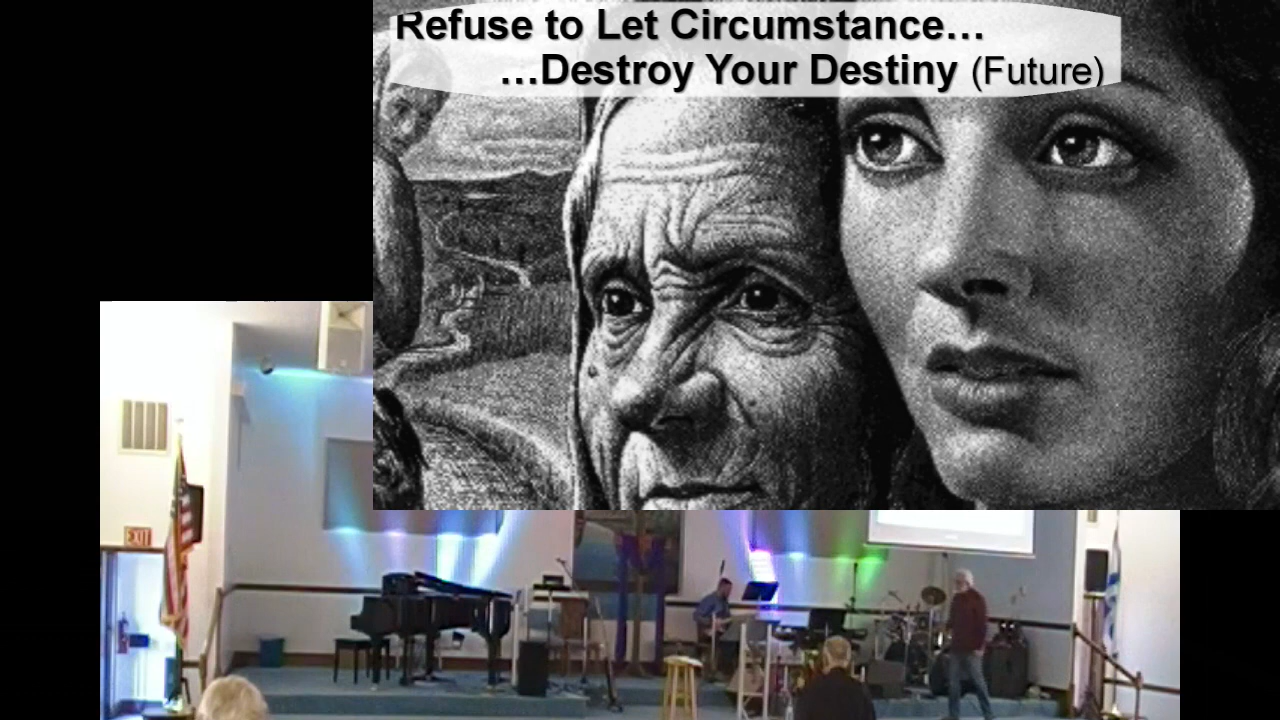 Refuse to Let Circumstance…
…Destroy Your Destiny (Future)
EXIT